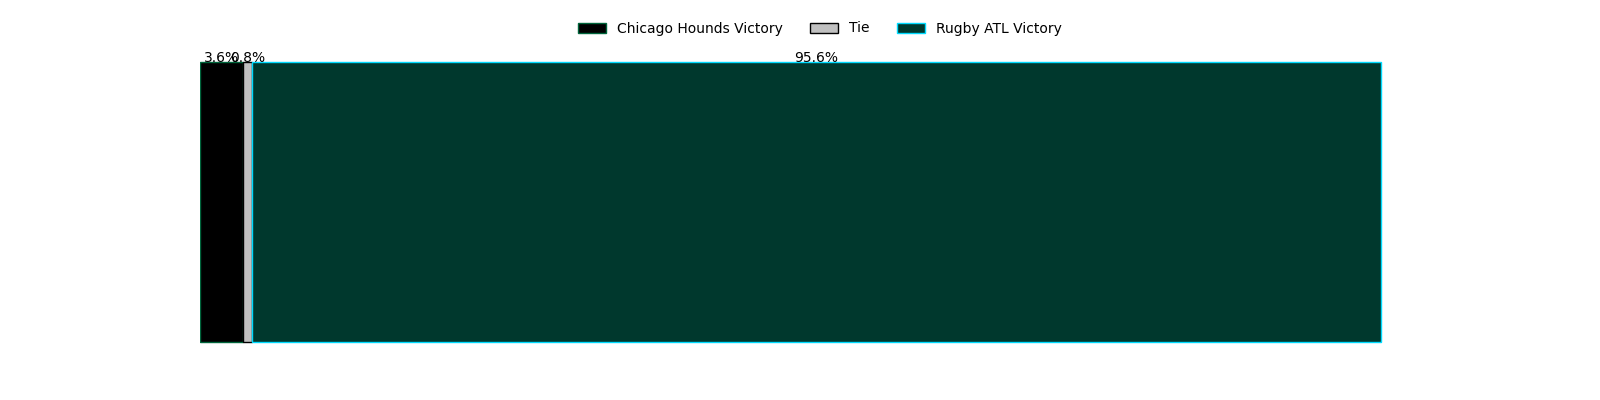 Chicago Hounds Victory Tie Rugby ATL Victory
3.6% 0.8% 95.6%